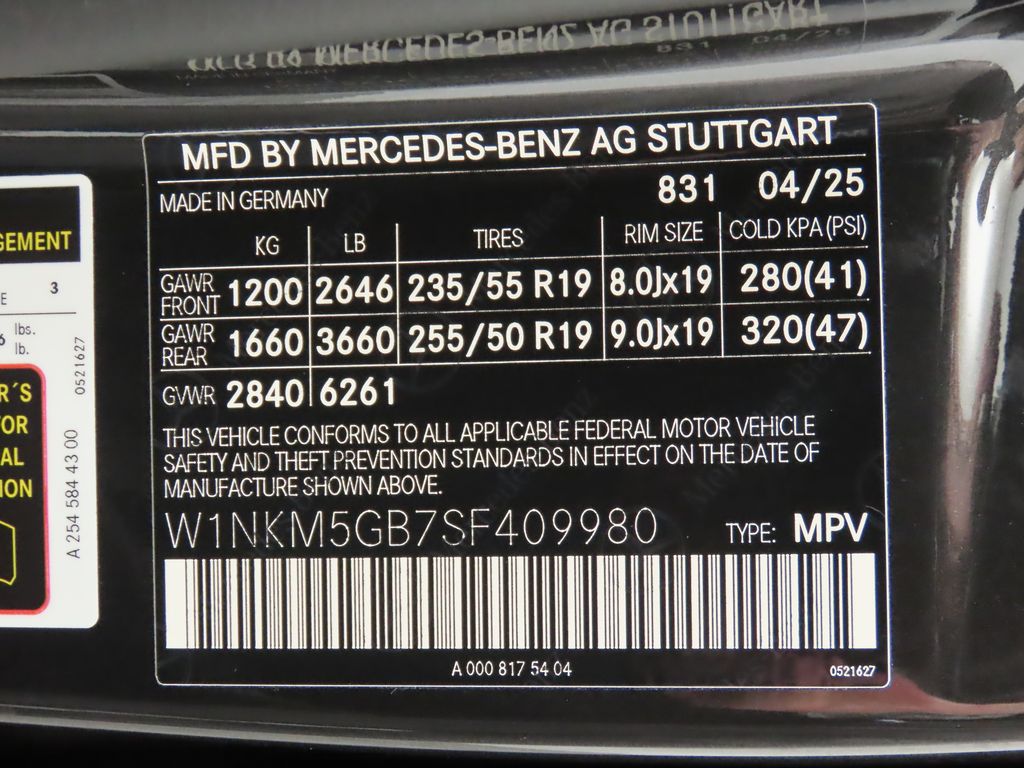 MFD BY MERCEDES-BENZ AG STUTTGART
MADE IN GERMANY 831 04/25
KG LB TIRES RIM SIZE COLD KPA (PSI)
GAWR FRONT 1200 2646 235/55 R19 8.0Jx19 280(41)
GAWR REAR 1660 3660 255/50 R19 9.0Jx19 320(47)
GVWR 2840 6261
THIS VEHICLE CONFORMS TO ALL APPLICABLE FEDERAL MOTOR VEHICLE
SAFETY AND THEFT PREVENTION STANDARDS IN EFFECT ON THE DATE OF
MANUFACTURE SHOWN ABOVE.
W1NKM5GB7SF409980 TYPE: MPV
A 000 817 54 04 0521627
GEMENT
E 3
6 lbs.
lb.
R´S
TOR
AL
ION
0521627
A 254 584 43 00